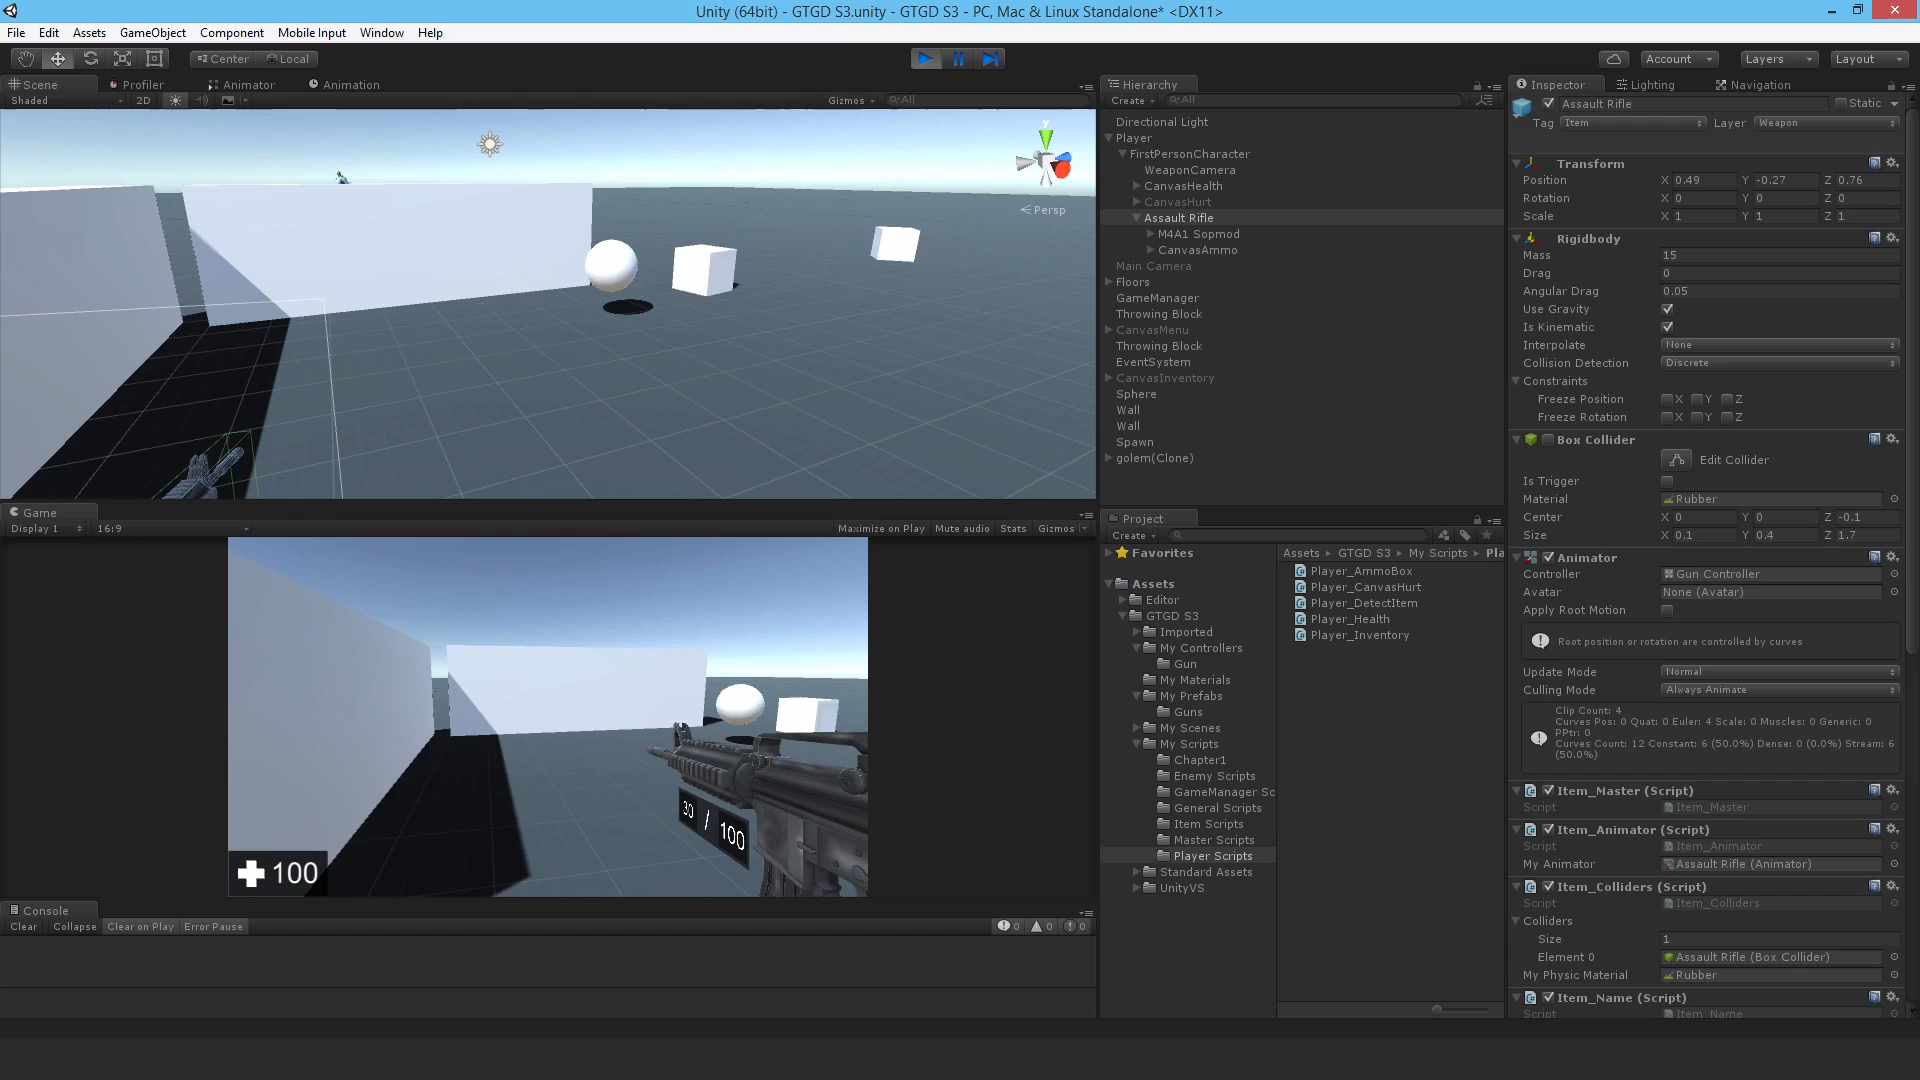 Unity (64bit) - GTGD S3.unity - GTGD S3 - PC, Mac & Linux Standalone* <DX11>
File Edit Assets GameObject Component Mobile Input Window Help
Center Local Account Layers Layout
Scene Profiler Animator Animation
Shaded 2D Gizmos All
y
Persp
Game
Display 1 16:9 Maximize on Play Mute audio Stats Gizmos
30 / 100
100
Console
Clear Collapse Clear on Play Error Pause 0 0 0
Hierarchy
Create All
Directional Light
Player
FirstPersonCharacter
WeaponCamera
CanvasHealth
CanvasHurt
Assault Rifle
M4A1 Sopmod
CanvasAmmo
Main Camera
Floors
GameManager
Throwing Block
CanvasMenu
Throwing Block
EventSystem
CanvasInventory
Sphere
Wall
Wall
Spawn
golem(Clone)
Project
Create
Favorites
Assets
Editor
GTGD S3
Imported
My Controllers
Gun
My Materials
My Prefabs
Guns
My Scenes
My Scripts
Chapter1
Enemy Scripts
GameManager Sc
General Scripts
Item Scripts
Master Scripts
Player Scripts
Standard Assets
UnityVS
Assets GTGD S3 My Scripts Pla
Player_AmmoBox
Player_CanvasHurt
Player_DetectItem
Player_Health
Player_Inventory
Inspector Lighting Navigation
Assault Rifle Static
Tag Item Layer Weapon
Transform
Position X 0.49 Y -0.27 Z 0.76
Rotation X 0 Y 0 Z 0
Scale X 1 Y 1 Z 1
Rigidbody
Mass 15
Drag 0
Angular Drag 0.05
Use Gravity
Is Kinematic
Interpolate None
Collision Detection Discrete
Constraints
Freeze Position X Y Z
Freeze Rotation X Y Z
Box Collider
Edit Collider
Is Trigger
Material Rubber
Center X 0 Y 0 Z -0.1
Size X 0.1 Y 0.4 Z 1.7
Animator
Controller Gun Controller
Avatar None (Avatar)
Apply Root Motion
Root position or rotation are controlled by curves
Update Mode Normal
Culling Mode Always Animate
Clip Count: 4
Curves Pos: 0 Quat: 0 Euler: 4 Scale: 0 Muscles: 0 Generic: 0
PPtr: 0
Curves Count: 12 Constant: 6 (50.0%) Dense: 0 (0.0%) Stream: 6
(50.0%)
Item_Master (Script)
Script Item_Master
Item_Animator (Script)
Script Item_Animator
My Animator Assault Rifle (Animator)
Item_Colliders (Script)
Script Item_Colliders
Colliders
Size 1
Element 0 Assault Rifle (Box Collider)
My Physic Material Rubber
Item_Name (Script)
Script Item_Name